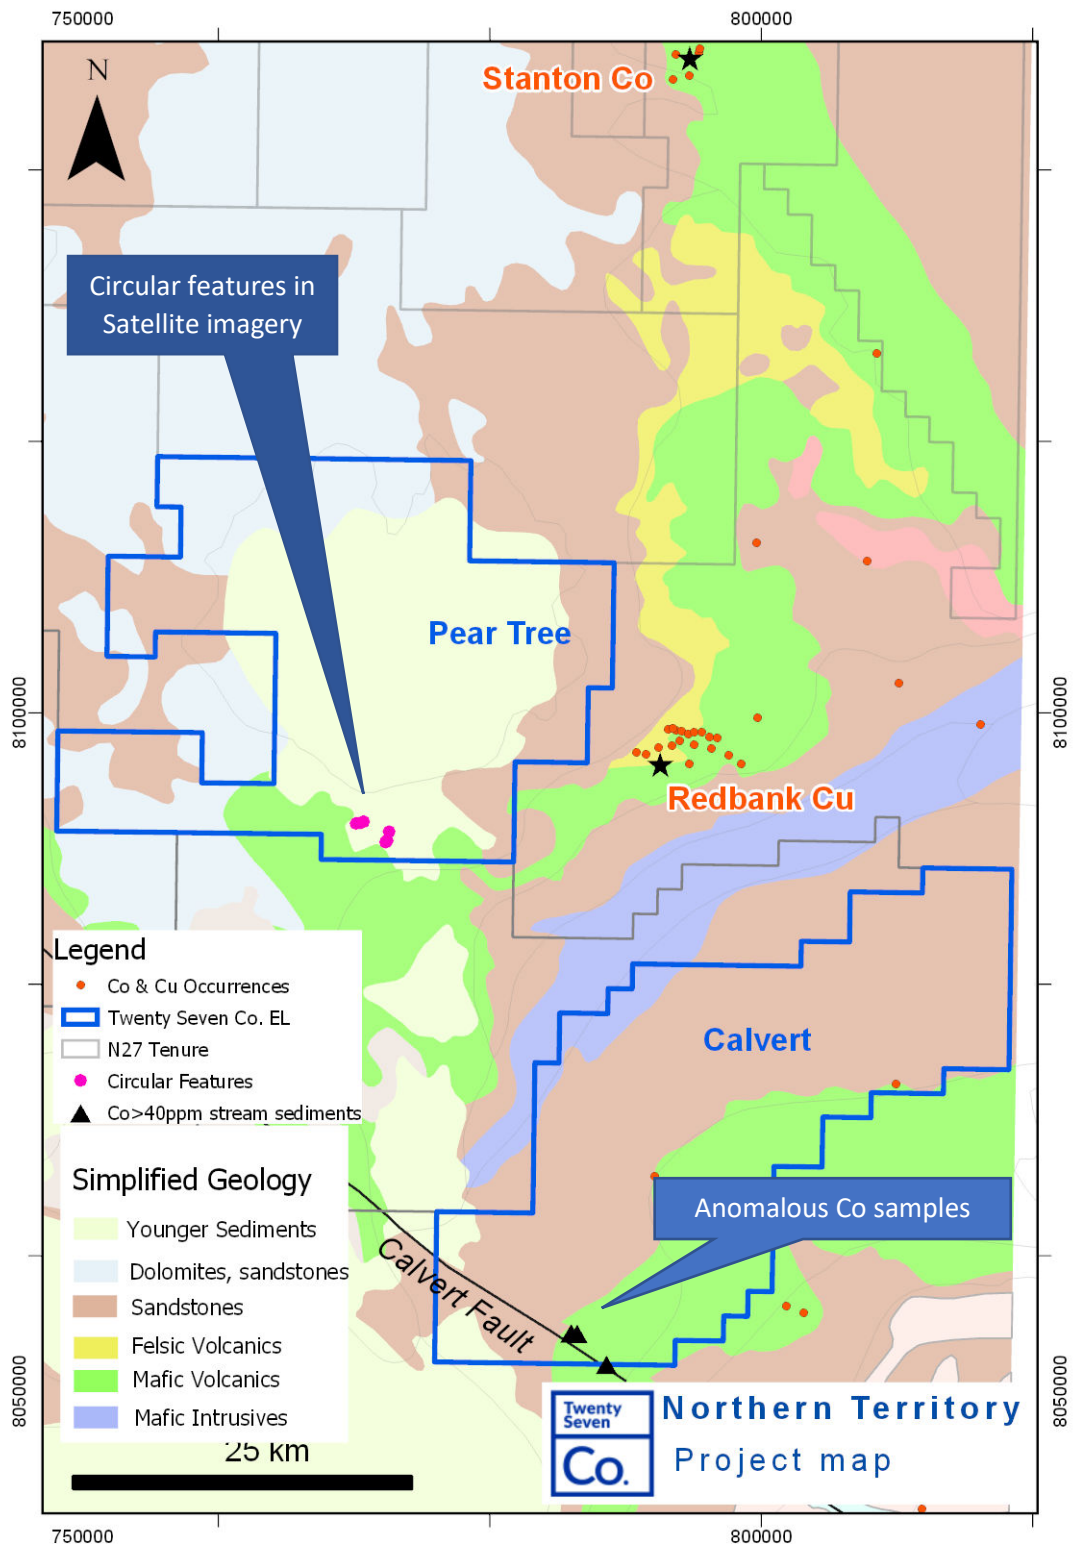 750000
800000
N
Stanton Co
Circular features in
Satellite imagery
Pear Tree
8100000
8100000
Redbank Cu
Legend
Co & Cu Occurrences
Twenty Seven Co. EL
N27 Tenure
Circular Features
Co>40ppm stream sediments
Calvert
Simplified Geology
Younger Sediments
Dolomites, sandstones
Sandstones
Felsic Volcanics
Mafic Volcanics
Mafic Intrusives
Anomalous Co samples
Calvert Fault
8050000
8050000
25 km
Twenty
Seven
Co.
Northern Territory
Project map
750000
800000